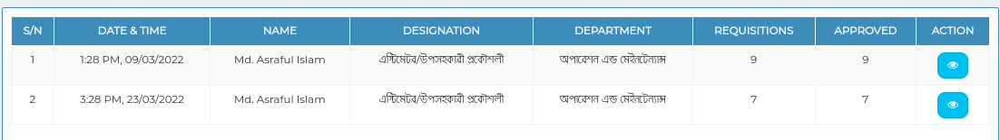 S/N DATE & TIME NAME DESIGNATION DEPARTMENT REQUISITIONS APPROVED ACTION
1 1:28 PM, 09/03/2022 Md. Asraful Islam এস্টিমেটর/উপসহকারী প্রকৌশলী অপারেশন এন্ড মেইনটেন্যান্স 9 9
2 3:28 PM, 23/03/2022 Md. Asraful Islam এস্টিমেটর/উপসহকারী প্রকৌশলী অপারেশন এন্ড মেইনটেন্যান্স 7 7